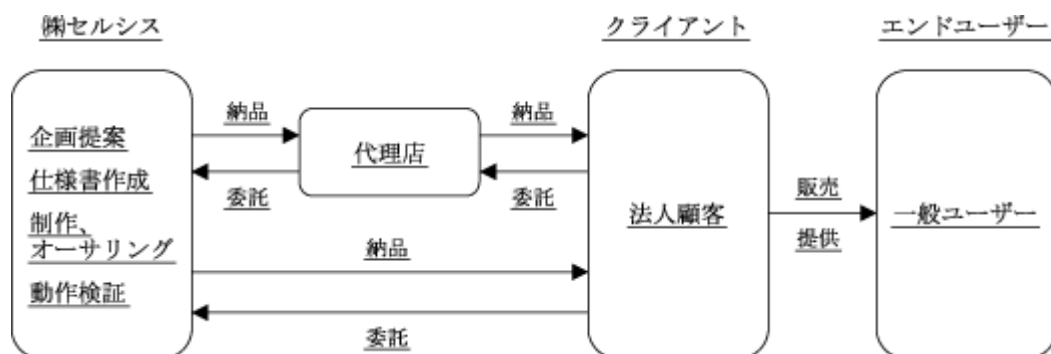 ㈱セルシス
クライアント
エンドユーザー
企画提案
仕様書作成
制作、
オーサリング
動作検証
納品
委託
代理店
納品
委託
納品
委託
法人顧客
販売
提供
一般ユーザー